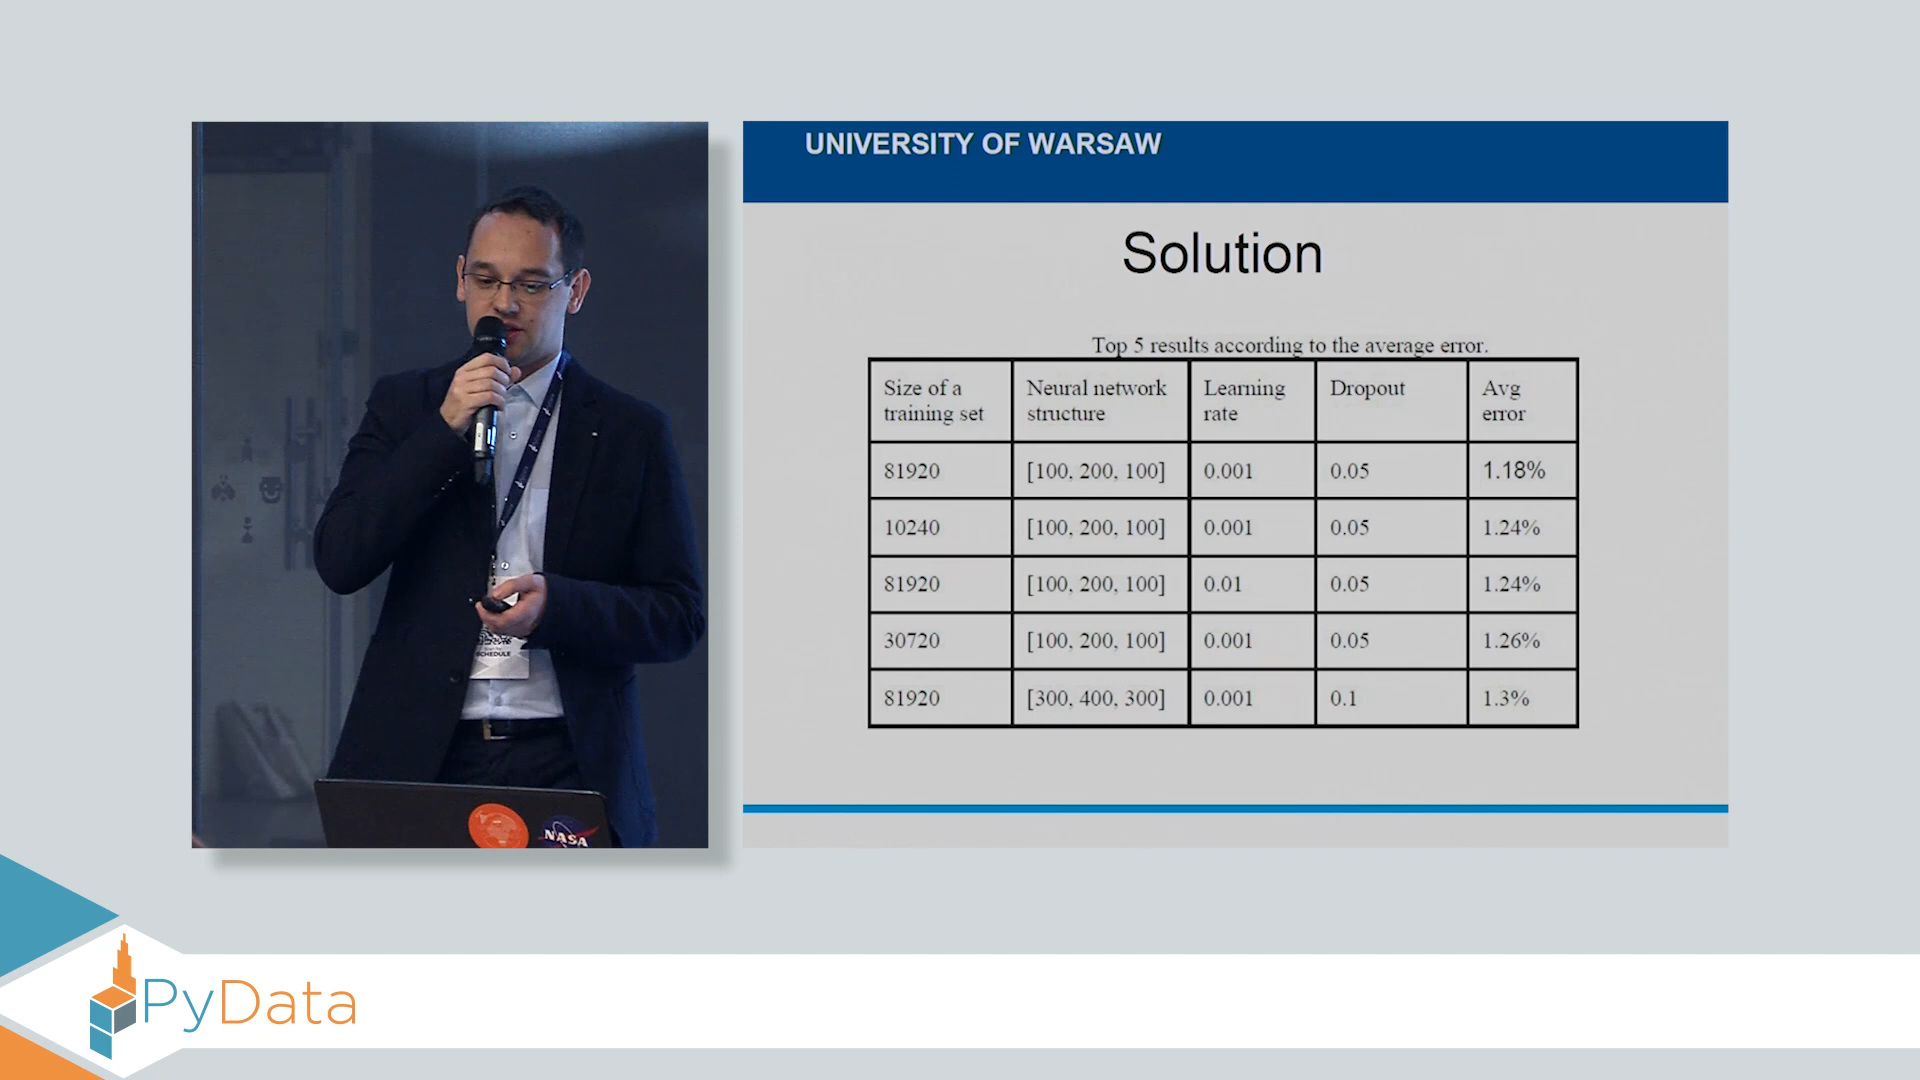 UNIVERSITY OF WARSAW
Solution
Top 5 results according to the average error.
Size of a training set Neural network structure Learning rate Dropout Avg error
81920 [100, 200, 100] 0.001 0.05 1.18%
10240 [100, 200, 100] 0.001 0.05 1.24%
81920 [100, 200, 100] 0.01 0.05 1.24%
30720 [100, 200, 100] 0.001 0.05 1.26%
81920 [300, 400, 300] 0.001 0.1 1.3%
SCHEDULE
NASA
PyData